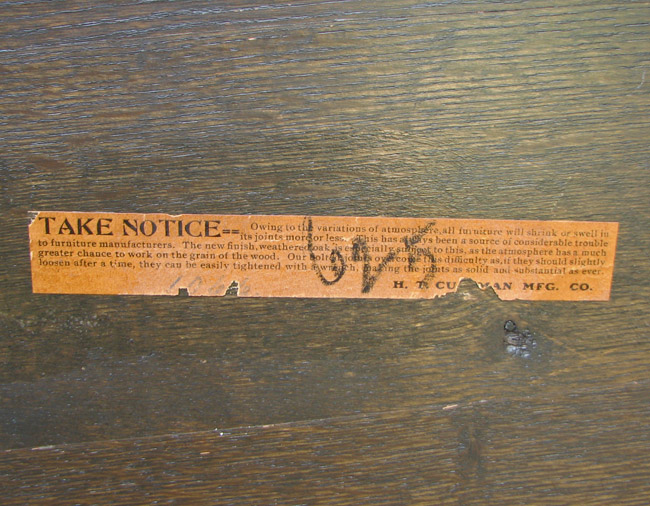 TAKE NOTICE== Owing to the variations of atmosphere, all furniture will shrink or swell in
its joints more or less. This has always been a source of considerable trouble
to furniture manufacturers. The new finish, weathered oak is especially subject to this, as the atmosphere has a much
greater chance to work on the grain of the wood. Our joints overcome this difficulty as, if they should slightly
loosen after a time, they can be easily tightened with a wrench, making the joints as solid and substantial as ever.
H. T. CUSHMAN MFG. CO.